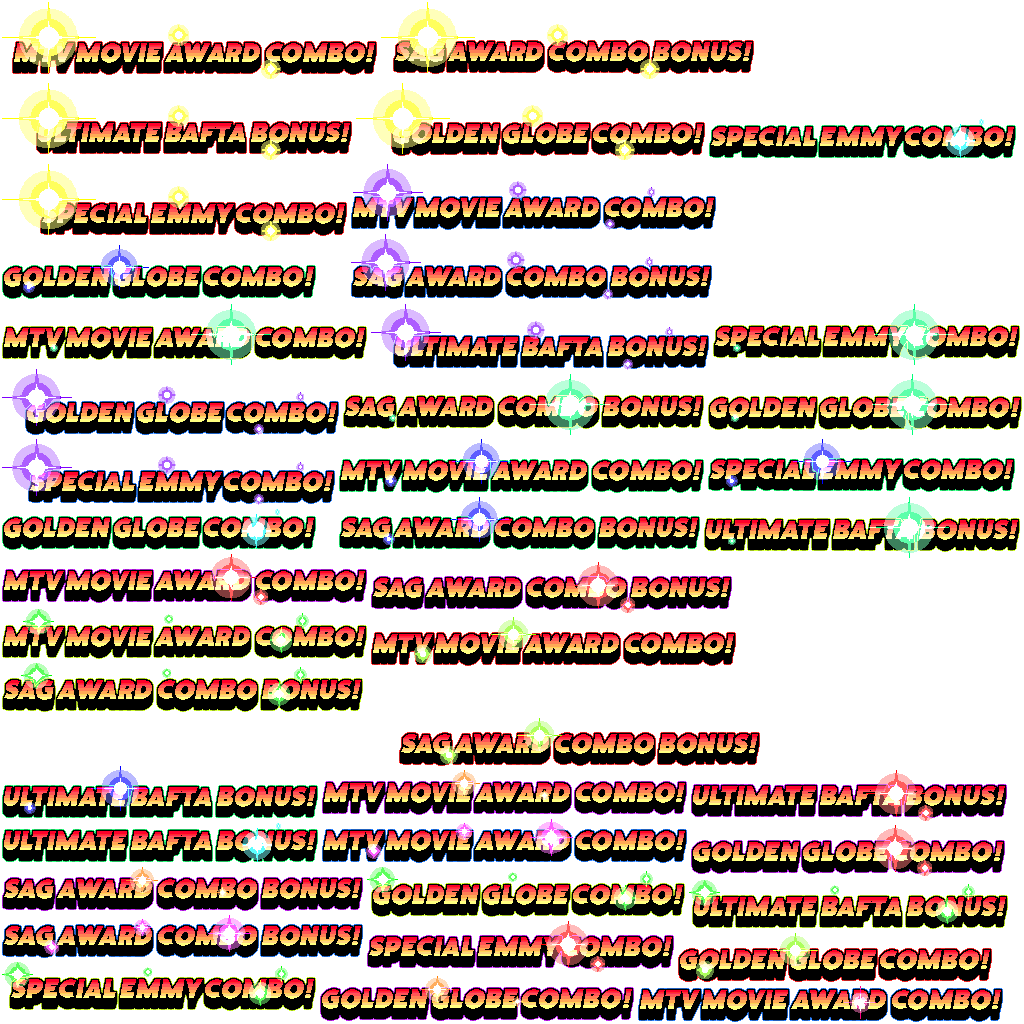 MTV MOVIE AWARD COMBO! SAG AWARD COMBO BONUS!
ULTIMATE BAFTA BONUS! GOLDEN GLOBE COMBO! SPECIAL EMMY COMBO!
SPECIAL EMMY COMBO! MTV MOVIE AWARD COMBO!
GOLDEN GLOBE COMBO! SAG AWARD COMBO BONUS!
MTV MOVIE AWARD COMBO! ULTIMATE BAFTA BONUS! SPECIAL EMMY COMBO!
GOLDEN GLOBE COMBO! SAG AWARD COMBO BONUS! GOLDEN GLOBE COMBO!
SPECIAL EMMY COMBO! MTV MOVIE AWARD COMBO! SPECIAL EMMY COMBO!
GOLDEN GLOBE COMBO! SAG AWARD COMBO BONUS! ULTIMATE BAFTA BONUS!
MTV MOVIE AWARD COMBO! SAG AWARD COMBO BONUS!
MTV MOVIE AWARD COMBO! MTV MOVIE AWARD COMBO!
SAG AWARD COMBO BONUS!
SAG AWARD COMBO BONUS!
ULTIMATE BAFTA BONUS! MTV MOVIE AWARD COMBO! ULTIMATE BAFTA BONUS!
ULTIMATE BAFTA BONUS! MTV MOVIE AWARD COMBO! GOLDEN GLOBE COMBO!
SAG AWARD COMBO BONUS! GOLDEN GLOBE COMBO! ULTIMATE BAFTA BONUS!
SAG AWARD COMBO BONUS! SPECIAL EMMY COMBO! GOLDEN GLOBE COMBO!
SPECIAL EMMY COMBO! GOLDEN GLOBE COMBO! MTV MOVIE AWARD COMBO!